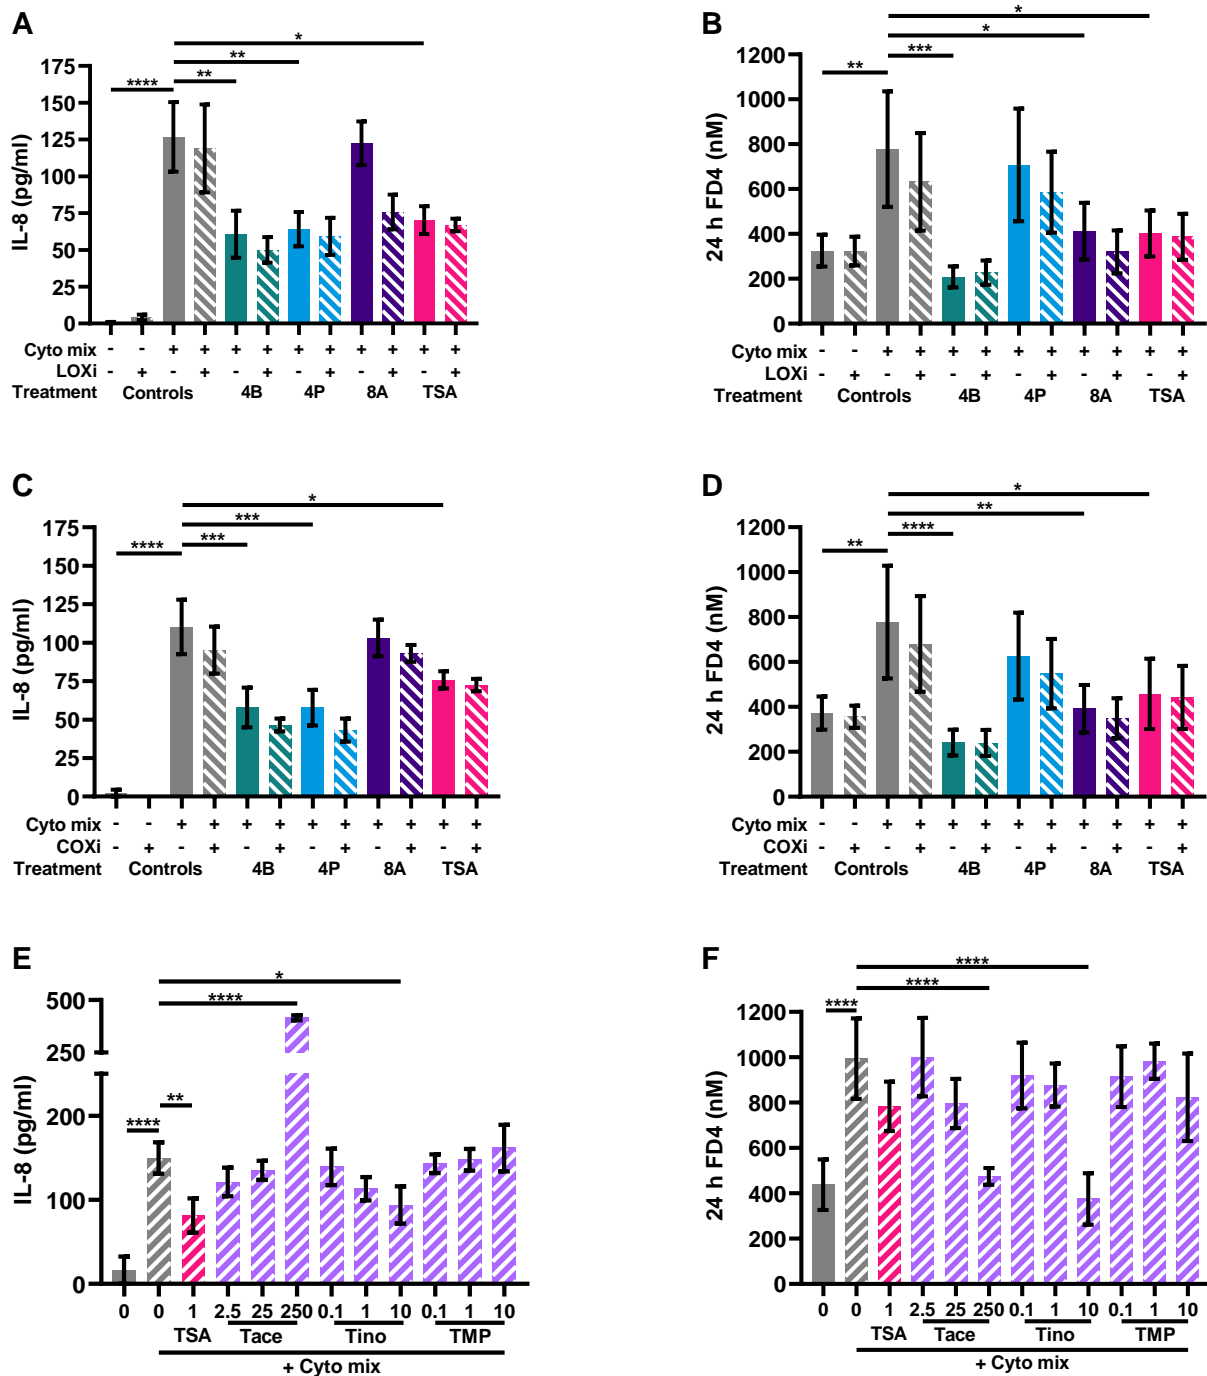 A
IL-8 (pg/ml)
175
150
125
100
75
50
25
0
**** ** ** *
Cyto mix - - + + + + + + + + + +
LOXi - + - + - + - + - + - +
Treatment Controls 4B 4P 8A TSA
B
24 h FD4 (nM)
1200
1000
800
600
400
200
0
** *** * *
Cyto mix - - + + + + + + + + + +
LOXi - + - + - + - + - + - +
Treatment Controls 4B 4P 8A TSA
C
IL-8 (pg/ml)
175
150
125
100
75
50
25
0
**** *** *** *
Cyto mix - - + + + + + + + + + +
COXi - + - + - + - + - + - +
Treatment Controls 4B 4P 8A TSA
D
24 h FD4 (nM)
1200
1000
800
600
400
200
0
** **** ** *
Cyto mix - - + + + + + + + + + +
COXi - + - + - + - + - + - +
Treatment Controls 4B 4P 8A TSA
E
IL-8 (pg/ml)
500
250
200
100
0
**** ** **** *
0 0 1 2.5 25 250 0.1 1 10 0.1 1 10
TSA Tace Tino TMP
+ Cyto mix
F
24 h FD4 (nM)
1200
1000
800
600
400
200
0
**** **** ****
0 0 1 2.5 25 250 0.1 1 10 0.1 1 10
TSA Tace Tino TMP
+ Cyto mix